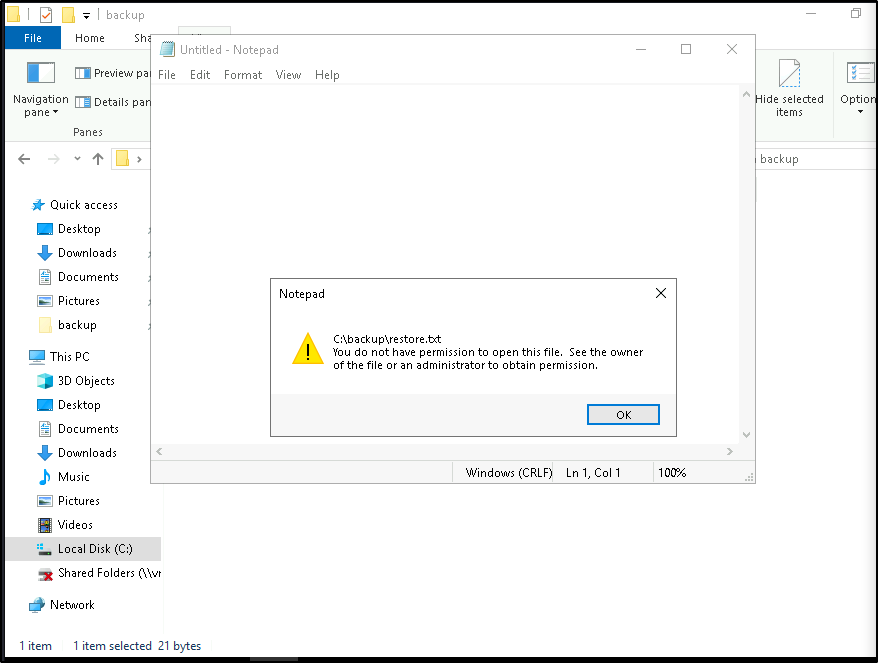 backup
File
Home
Sha
Untitled - Notepad
File Edit Format View Help
Navigation
pane
Preview pa
Details pan
Panes
Hide selected
items
Option
backup
Quick access
Desktop
Downloads
Documents
Pictures
backup
This PC
3D Objects
Desktop
Documents
Downloads
Music
Pictures
Videos
Local Disk (C:)
Shared Folders (\\v
Network
Notepad
C:\backup\restore.txt
You do not have permission to open this file. See the owner
of the file or an administrator to obtain permission.
OK
Windows (CRLF) Ln 1, Col 1 100%
1 item 1 item selected 21 bytes